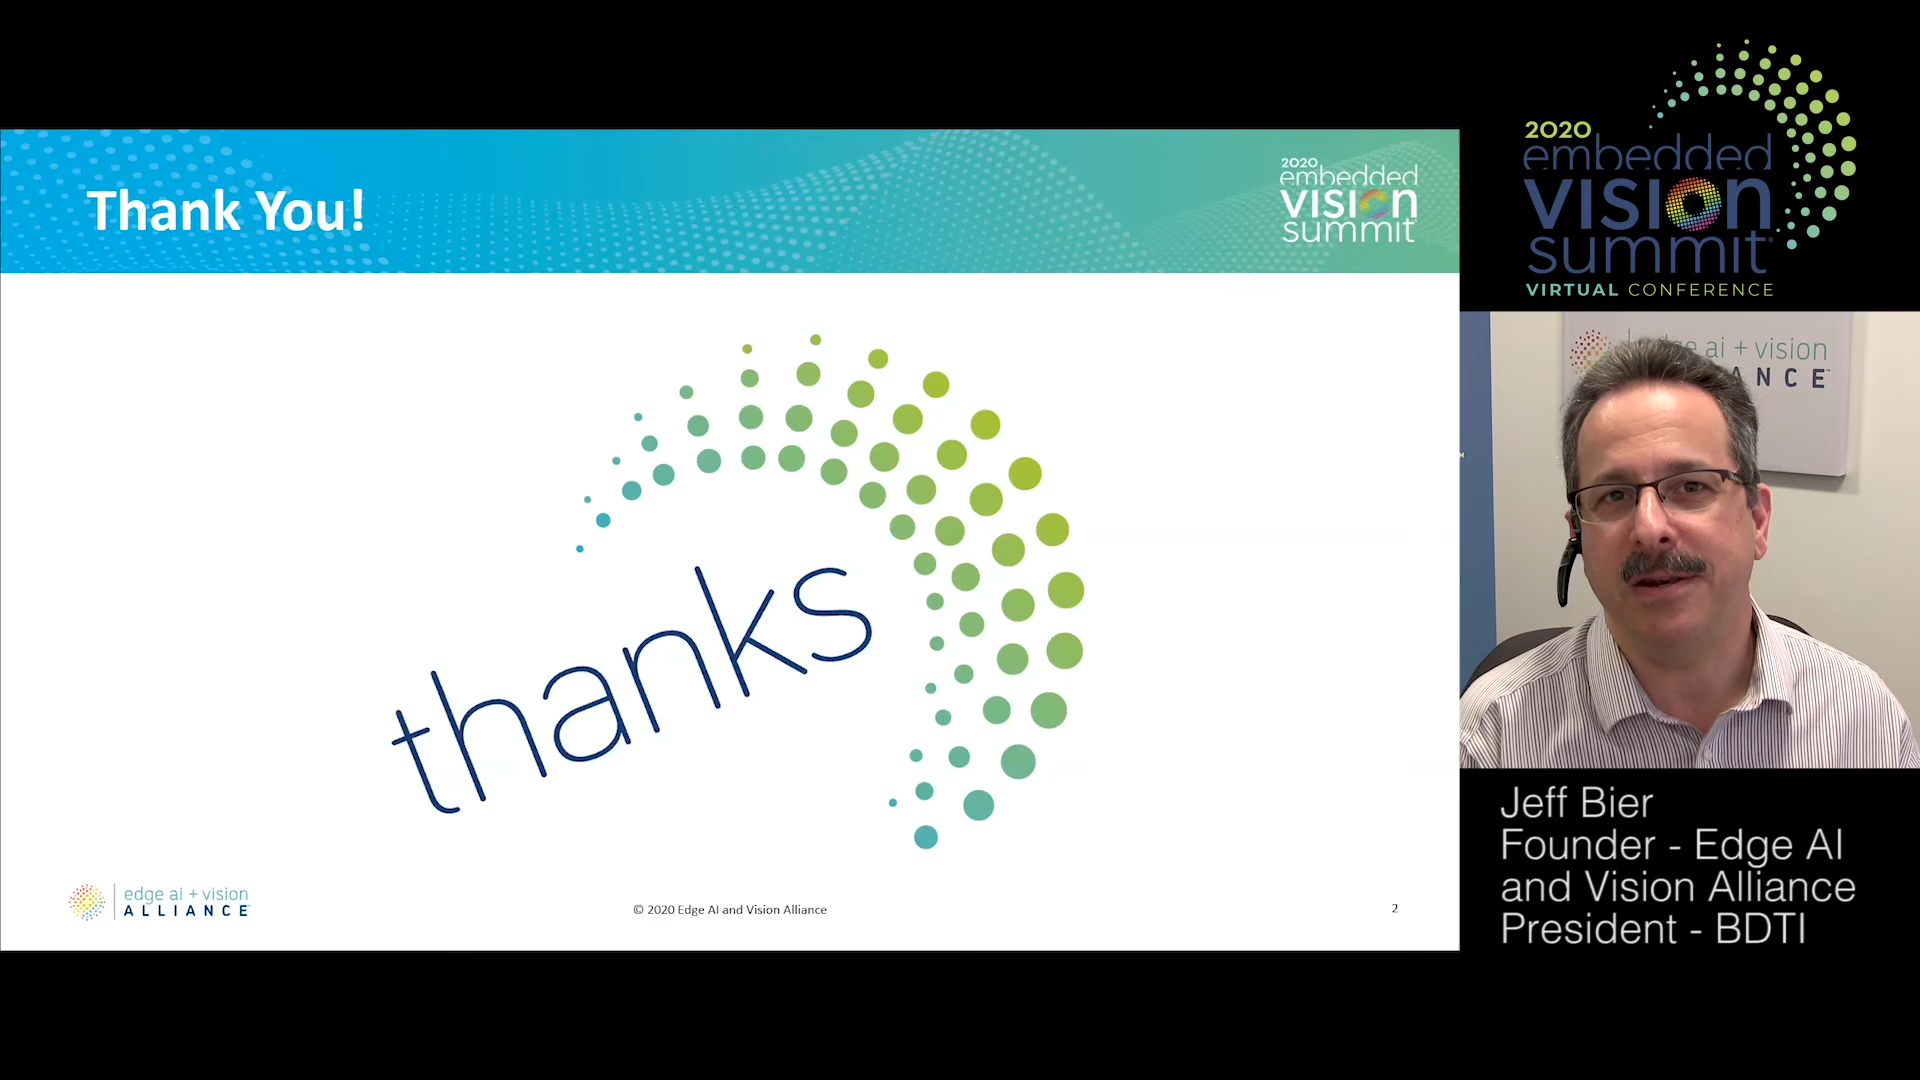 Thank You!
2020
embedded
vision
summit
thanks
edge ai + vision
ALLIANCE
© 2020 Edge AI and Vision Alliance
2
2020
embedded
vision
summit
VIRTUAL CONFERENCE
ai + vision
Jeff Bier
Founder - Edge AI
and Vision Alliance
President - BDTI